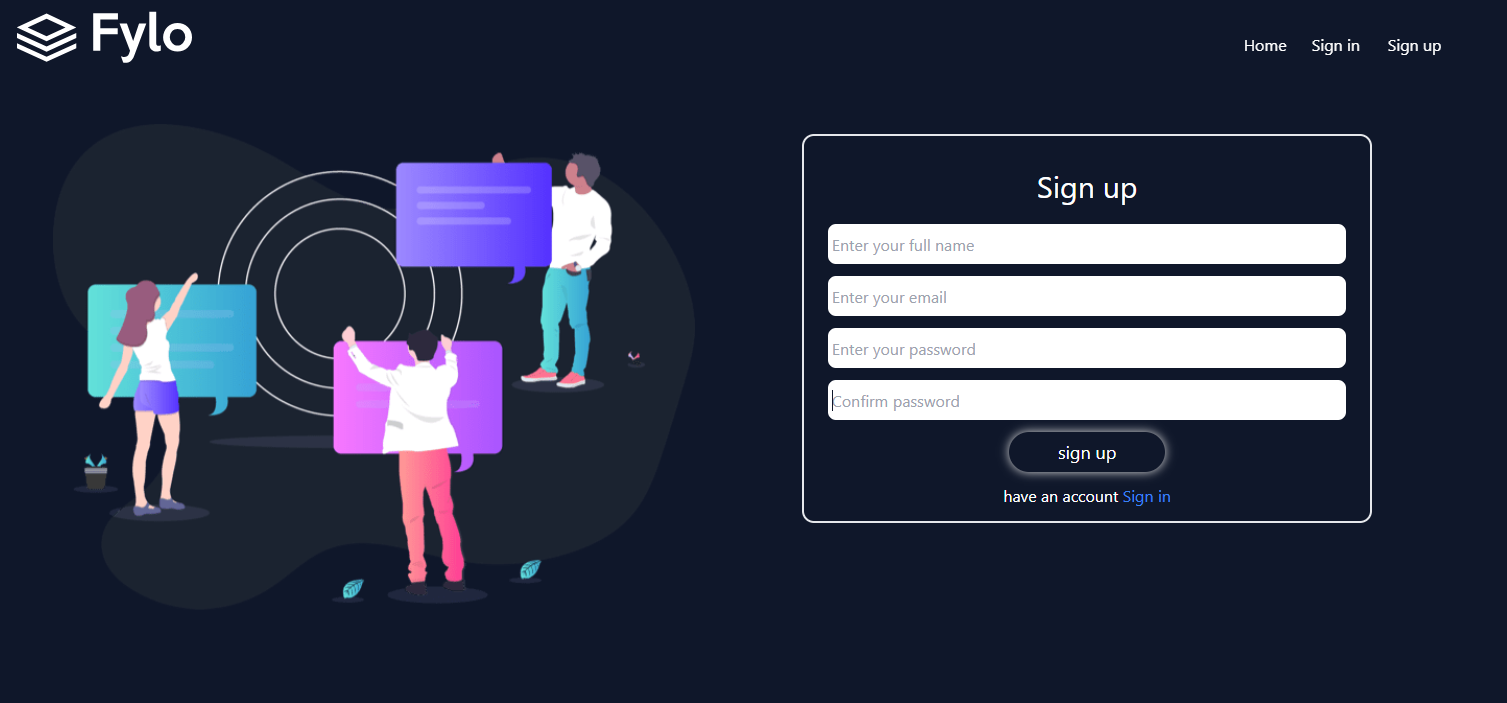 Fylo
Home Sign in Sign up
Sign up
Enter your full name
Enter your email
Enter your password
Confirm password
sign up
have an account Sign in